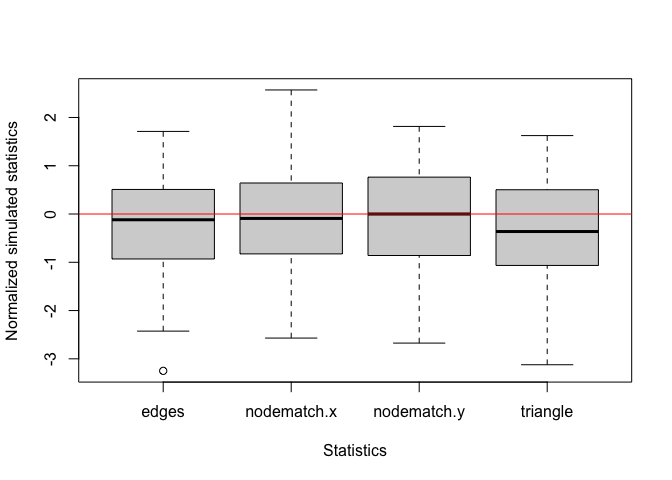 Normalized simulated statistics
2
1
0
-1
-2
-3
edges nodematch.x nodematch.y triangle
Statistics